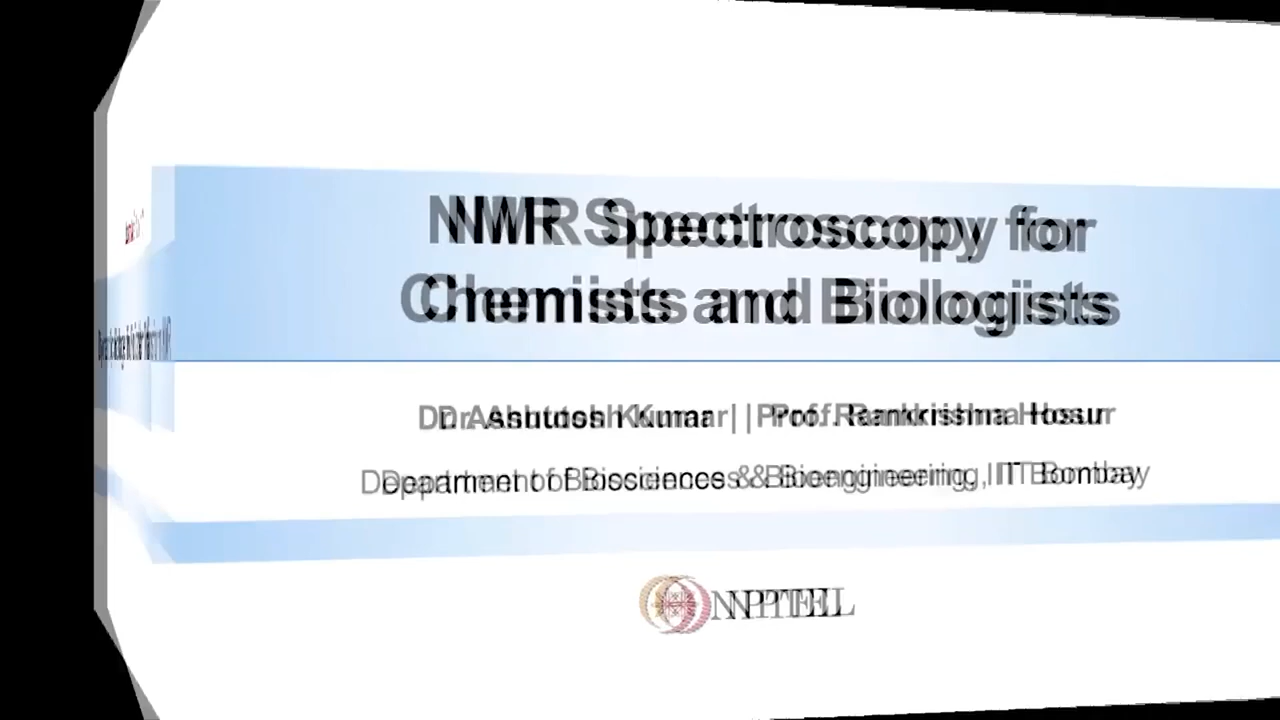 NMR Spectroscopy for
Chemists and Biologists
Dr. Ashutosh Kumar | Prof. Ramkrishna Hosur
Department of Biosciences & Bioengineering, IIT Bombay
NPTEL